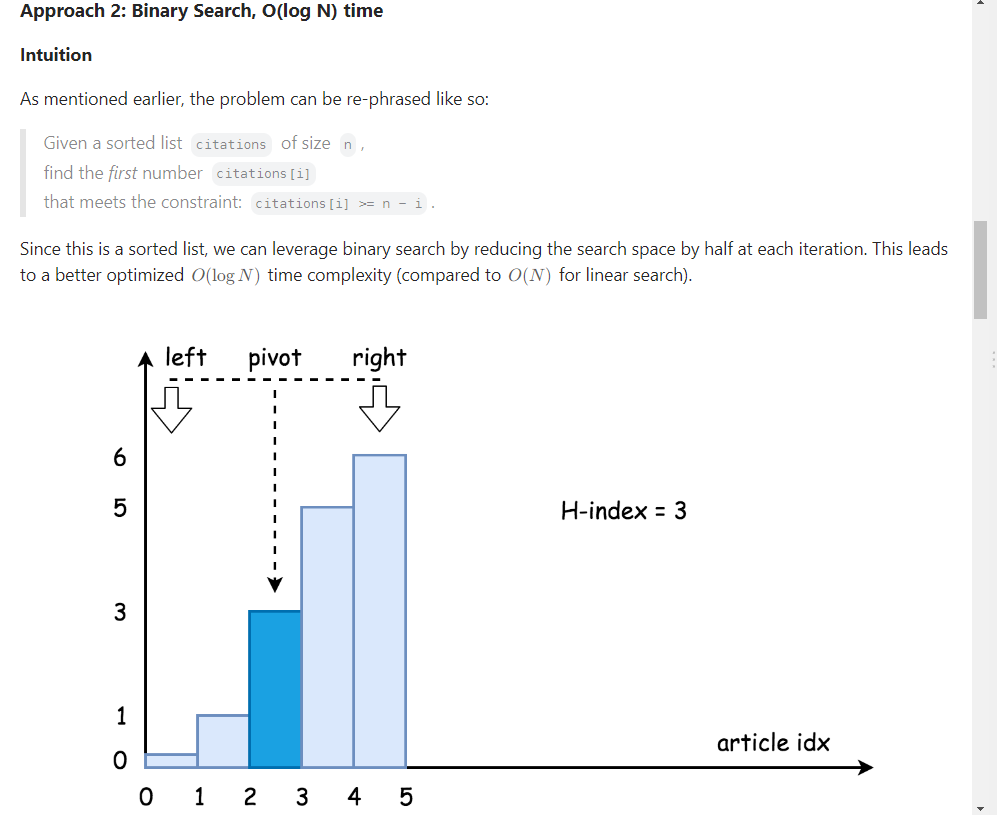 Approach 2: Binary Search, O(log N) time
Intuition
As mentioned earlier, the problem can be re-phrased like so:
Given a sorted list citations of size n ,
find the first number citations[i]
that meets the constraint: citations[i] >= n - i .
Since this is a sorted list, we can leverage binary search by reducing the search space by half at each iteration. This leads
to a better optimized O(log N) time complexity (compared to O(N) for linear search).
left pivot right
6
5
H-index = 3
3
1
article idx
0
0 1 2 3 4 5